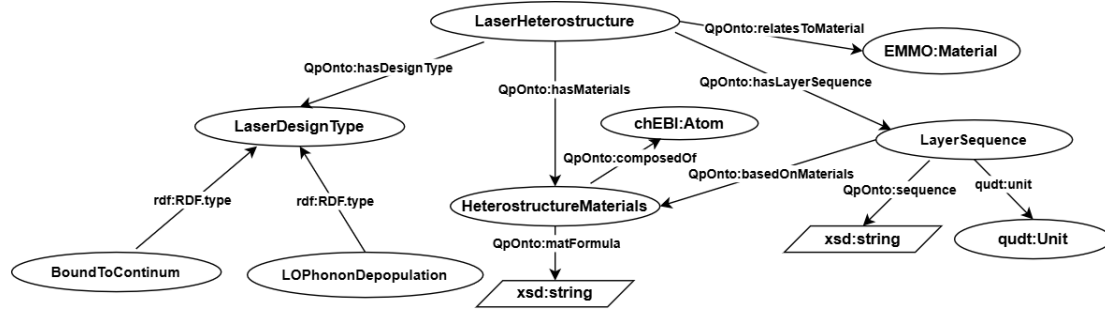 LaserHeterostructure
QpOnto:relatesToMaterial
EMMO:Material
QpOnto:hasDesignType
QpOnto:hasMaterials
QpOnto:hasLayerSequence
LaserDesignType
chEBI:Atom
LayerSequence
QpOnto:composedOf
QpOnto:basedOnMaterials
QpOnto:sequence
qudt:unit
rdf:RDF.type
rdf:RDF.type
HeterostructureMaterials
QpOnto:matFormula
xsd:string
qudt:Unit
BoundToContinum
LOPhononDepopulation
xsd:string